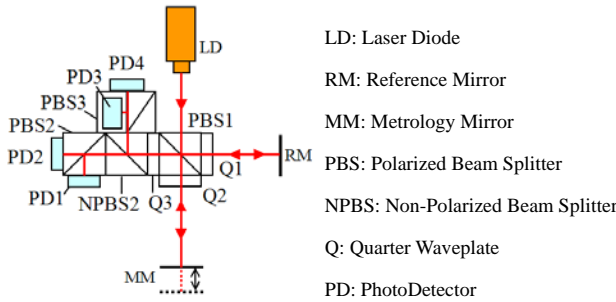 LD
PD4
PD3
PBS3
PBS1
PBS2
PD2
RM
Q1
PD1
NPBS2
Q3
Q2
MM
LD: Laser Diode
RM: Reference Mirror
MM: Metrology Mirror
PBS: Polarized Beam Splitter
NPBS: Non-Polarized Beam Splitter
Q: Quarter Waveplate
PD: PhotoDetector